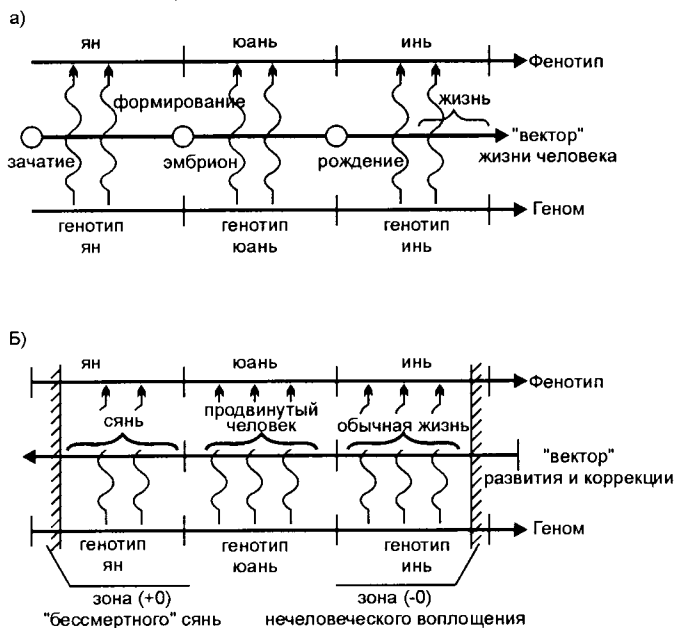 а)
ян юань инь
Фенотип
формирование жизнь
зачатие эмбрион рождение "вектор"
жизни человека
Геном
генотип генотип генотип
ян юань инь
Б)
ян юань инь
Фенотип
сянь продвинутый обычная жизнь
человек
"вектор"
развития и коррекции
Геном
генотип генотип генотип
ян юань инь
зона (+0) зона (-0)
"бессмертного" сянь нечеловеческого воплощения